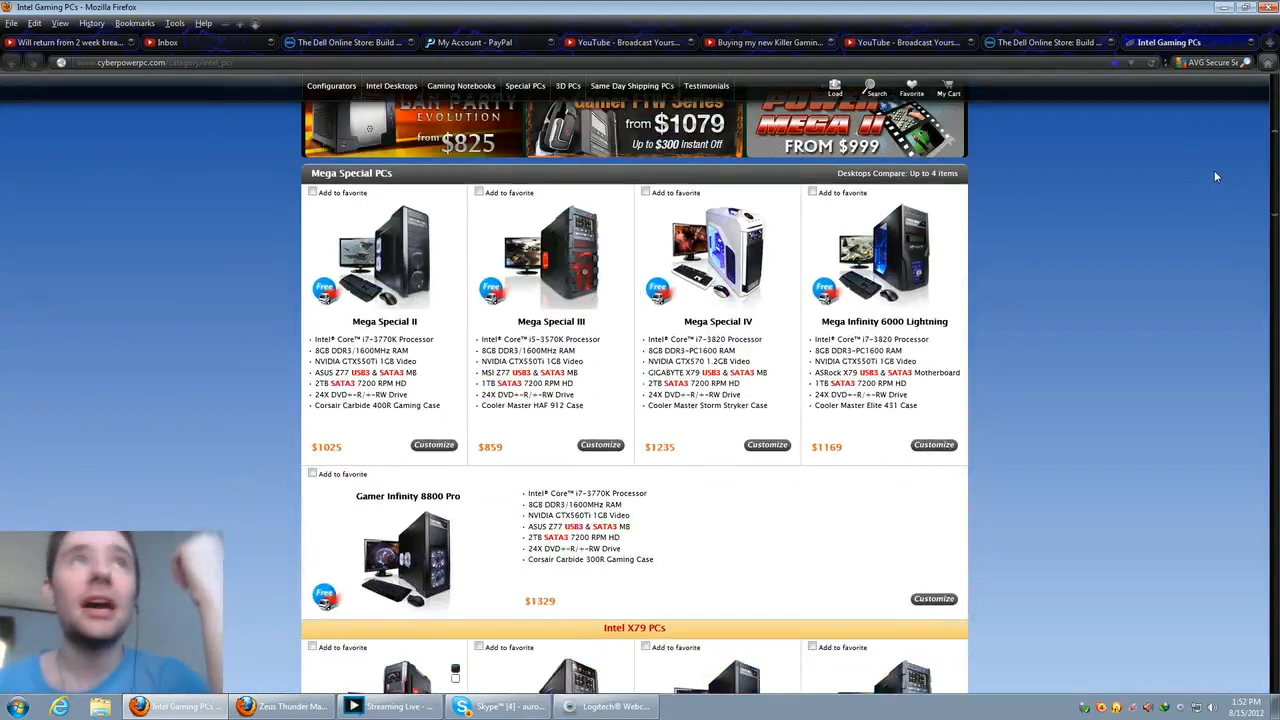 Intel Gaming PCs - Mozilla Firefox
File Edit View History Bookmarks Tools Help
Will return from 2 week brea...
Inbox
The Dell Online Store: Build ...
My Account - PayPal
YouTube - Broadcast Yours...
Buying my new Killer Gamin...
YouTube - Broadcast Yours...
The Dell Online Store: Build ...
Intel Gaming PCs
www.cyberpowerpc.com/category/intel_pc/
AVG Secure Se
Configurators Intel Desktops Gaming Notebooks Special PCs 3D PCs Same Day Shipping PCs Testimonials
Load Search Favorite My Cart
LAN PARTY
EVOLUTION
from $825
Gamer FTW Series
from $1079
Up to $300 Instant Off
POWER
MEGA II
FROM $999
Mega Special PCs
Desktops Compare: Up to 4 items
Add to favorite
Free
Mega Special II
Intel® Core™ i7-3770K Processor
8GB DDR3/1600MHz RAM
NVIDIA GTX550Ti 1GB Video
ASUS Z77 USB3 & SATA3 MB
2TB SATA3 7200 RPM HD
24X DVD+-R/+-RW Drive
Corsair Carbide 400R Gaming Case
$1025
Customize
Add to favorite
Free
Mega Special III
Intel® Core™ i5-3570K Processor
8GB DDR3/1600MHz RAM
NVIDIA GTX550Ti 1GB Video
MSI Z77 USB3 & SATA3 MB
1TB SATA3 7200 RPM HD
24X DVD+-R/+-RW Drive
Cooler Master HAF 912 Case
$859
Customize
Add to favorite
Free
Mega Special IV
Intel® Core™ i7-3820 Processor
8GB DDR3-PC1600 RAM
NVIDIA GTX570 1.2GB Video
GIGABYTE X79 USB3 & SATA3 MB
2TB SATA3 7200 RPM HD
24X DVD+-R/+-RW Drive
Cooler Master Storm Stryker Case
$1235
Customize
Add to favorite
Free
Mega Infinity 6000 Lightning
Intel® Core™ i7-3820 Processor
8GB DDR3-PC1600 RAM
NVIDIA GTX550Ti 1GB Video
ASRock X79 USB3 & SATA3 Motherboard
1TB SATA3 7200 RPM HD
24X DVD+-R/+-RW Drive
Cooler Master Elite 431 Case
$1169
Customize
Add to favorite
Gamer Infinity 8800 Pro
Free
Intel® Core™ i7-3770K Processor
8GB DDR3/1600MHz RAM
NVIDIA GTX560Ti 1GB Video
ASUS Z77 USB3 & SATA3 MB
2TB SATA3 7200 RPM HD
24X DVD+-R/+-RW Drive
Corsair Carbide 300R Gaming Case
$1329
Customize
Intel X79 PCs
Add to favorite
Add to favorite
Add to favorite
Add to favorite
Intel Gaming PCs ...
Zeus Thunder Ma...
Streaming Live - ...
Skype™ [4] - auro...
Logitech® Webc...
1:52 PM
8/15/2012